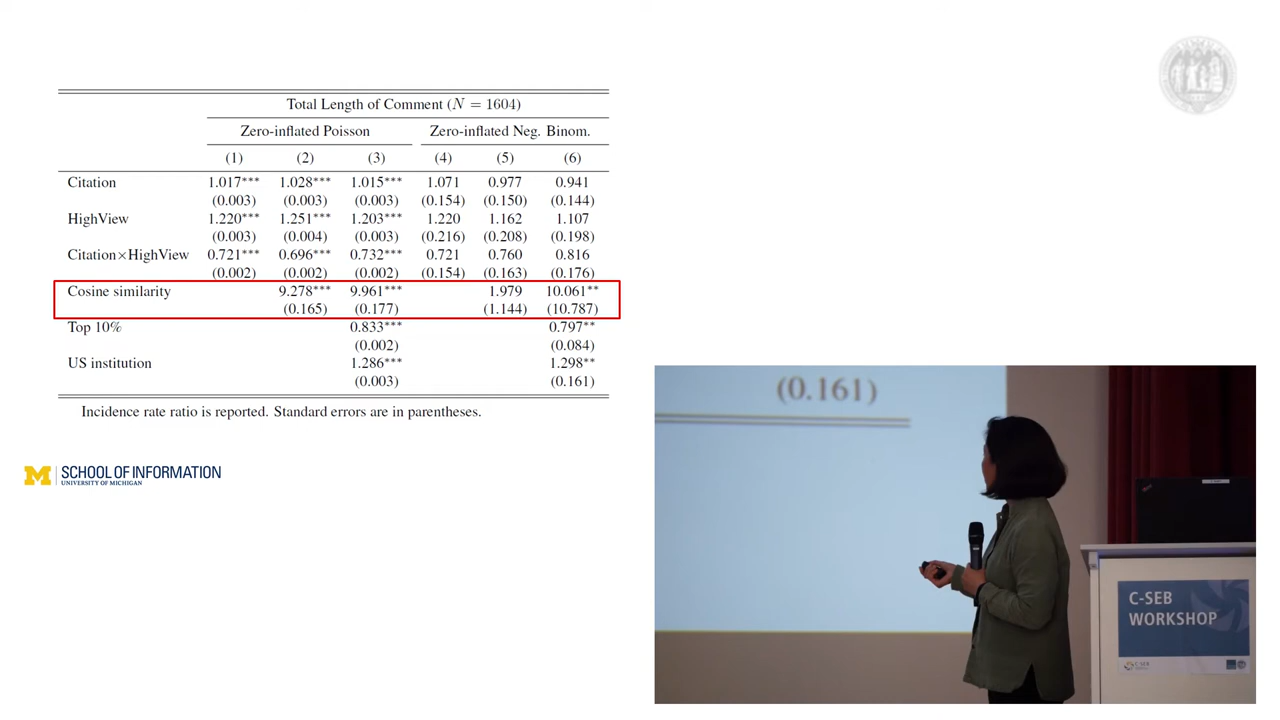 Total Length of Comment (N = 1604)
Zero-inflated Poisson Zero-inflated Neg. Binom.
(1) (2) (3) (4) (5) (6)
Citation 1.017*** 1.028*** 1.015*** 1.071 0.977 0.941
(0.003) (0.003) (0.003) (0.154) (0.150) (0.144)
HighView 1.220*** 1.251*** 1.203*** 1.220 1.162 1.107
(0.003) (0.004) (0.003) (0.216) (0.208) (0.198)
Citation×HighView 0.721*** 0.696*** 0.732*** 0.721 0.760 0.816
(0.002) (0.002) (0.002) (0.154) (0.163) (0.176)
Cosine similarity 9.278*** 9.961*** 1.979 10.061**
(0.165) (0.177) (1.144) (10.787)
Top 10% 0.833*** 0.797**
(0.002) (0.084)
US institution 1.286*** 1.298**
(0.003) (0.161)
Incidence rate ratio is reported. Standard errors are in parentheses.
M SCHOOL OF INFORMATION
UNIVERSITY OF MICHIGAN
(0.161)
C-SEB
WORKSHOP
C-SEB